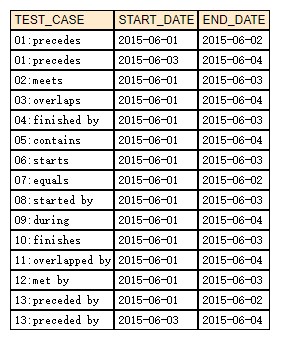 TEST_CASE START_DATE END_DATE
01:precedes 2015-06-01 2015-06-02
01:precedes 2015-06-03 2015-06-04
02:meets 2015-06-01 2015-06-03
03:overlaps 2015-06-01 2015-06-04
04:finished by 2015-06-01 2015-06-03
05:contains 2015-06-01 2015-06-04
06:starts 2015-06-01 2015-06-03
07:equals 2015-06-01 2015-06-02
08:started by 2015-06-01 2015-06-03
09:during 2015-06-01 2015-06-04
10:finishes 2015-06-01 2015-06-03
11:overlapped by 2015-06-01 2015-06-04
12:met by 2015-06-01 2015-06-03
13:preceded by 2015-06-01 2015-06-02
13:preceded by 2015-06-03 2015-06-04